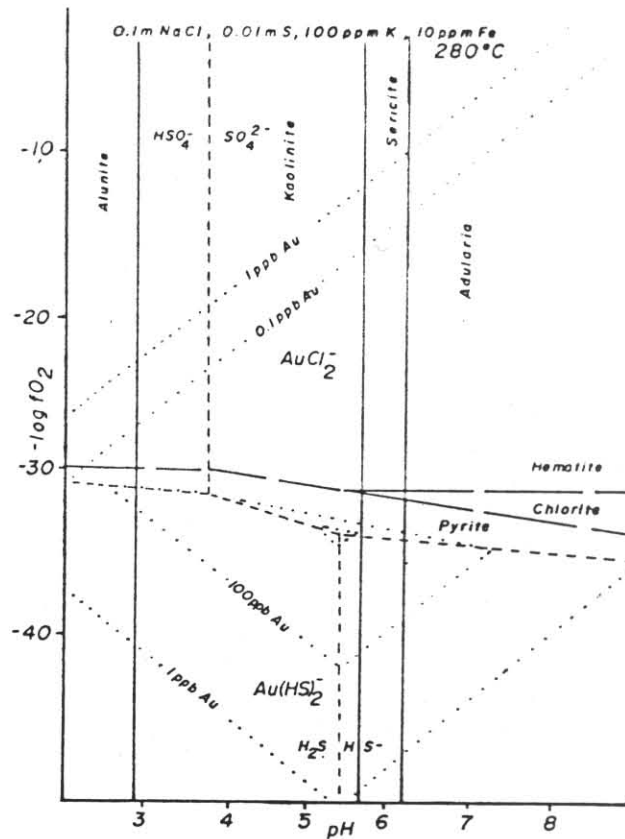 0.1m NaCl, 0.01m S, 100ppm K, 10ppm Fe
280°C
-10
-20
-30
-40
-log fO2
Alunite
HSO4-
SO4 2-
Kaolinite
Sericite
Adularia
1ppb Au
0.1ppb Au
AuCl2-
Hematite
Chlorite
Pyrite
100ppb Au
1ppb Au
Au(HS)2-
H2S
HS-
3 4 5 6 7 8
pH